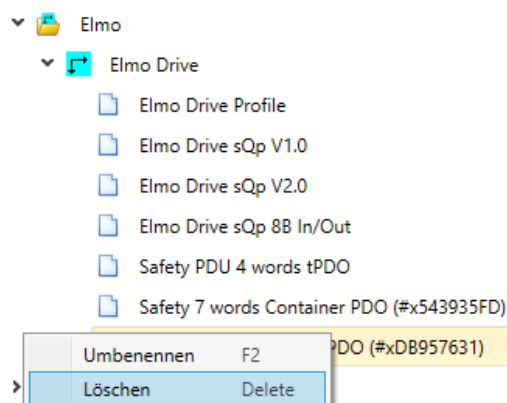 Elmo
Elmo Drive
Elmo Drive Profile
Elmo Drive sQp V1.0
Elmo Drive sQp V2.0
Elmo Drive sQp 8B In/Out
Safety PDU 4 words tPDO
Safety 7 words Container PDO (#x543935FD)
PDO (#xDB957631)
Umbenennen F2
Löschen Delete